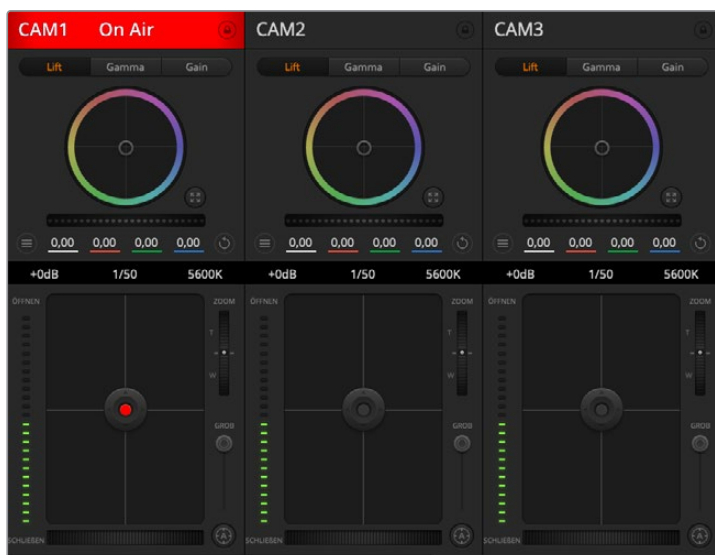 CAM1 On Air
Lift Gamma Gain
0,00 0,00 0,00 0,00
+0dB 1/50 5600K
ÖFFNEN ZOOM
T
W
GROB
A
SCHLIEẞEN
CAM2
Lift Gamma Gain
0,00 0,00 0,00 0,00
+0dB 1/50 5600K
ÖFFNEN ZOOM
T
W
GROB
A
SCHLIEẞEN
CAM3
Lift Gamma Gain
0,00 0,00 0,00 0,00
+0dB 1/50 5600K
ÖFFNEN ZOOM
T
W
GROB
A
SCHLIEẞEN